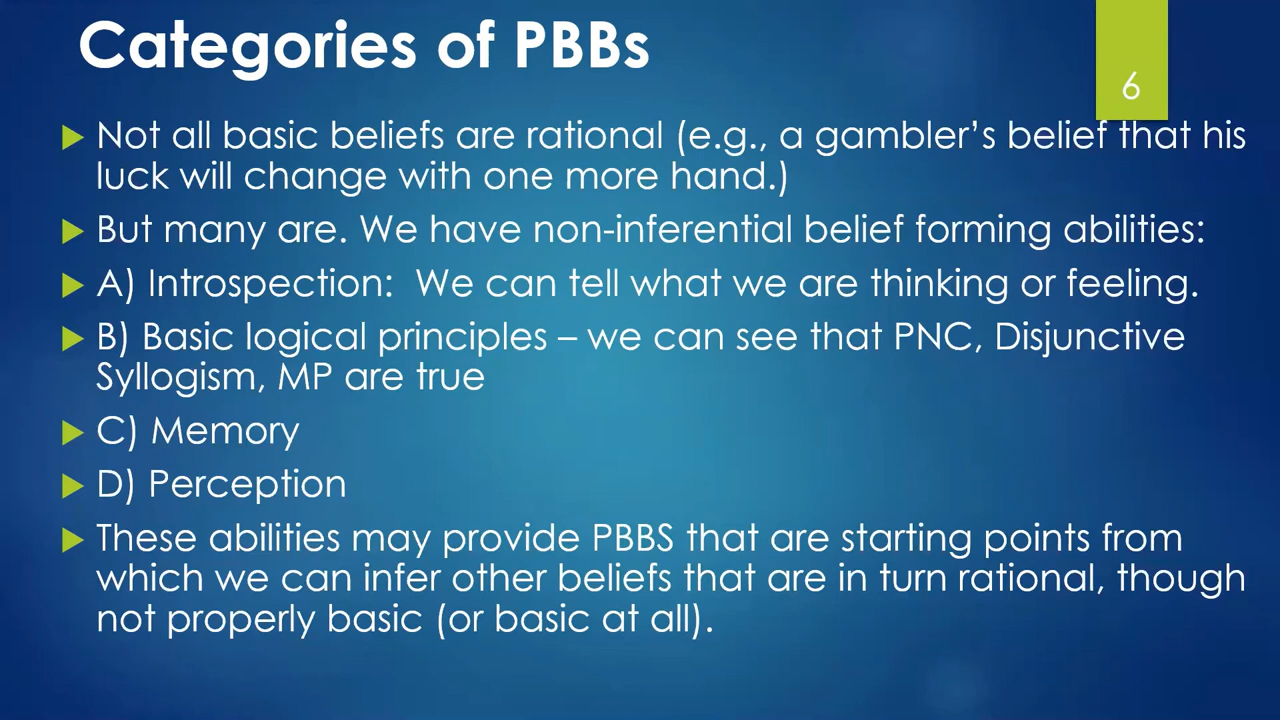 Categories of PBBs
6
Not all basic beliefs are rational (e.g., a gambler’s belief that his
luck will change with one more hand.)
But many are. We have non-inferential belief forming abilities:
A) Introspection:  We can tell what we are thinking or feeling.
B) Basic logical principles – we can see that PNC, Disjunctive
Syllogism, MP are true
C) Memory
D) Perception
These abilities may provide PBBS that are starting points from
which we can infer other beliefs that are in turn rational, though
not properly basic (or basic at all).